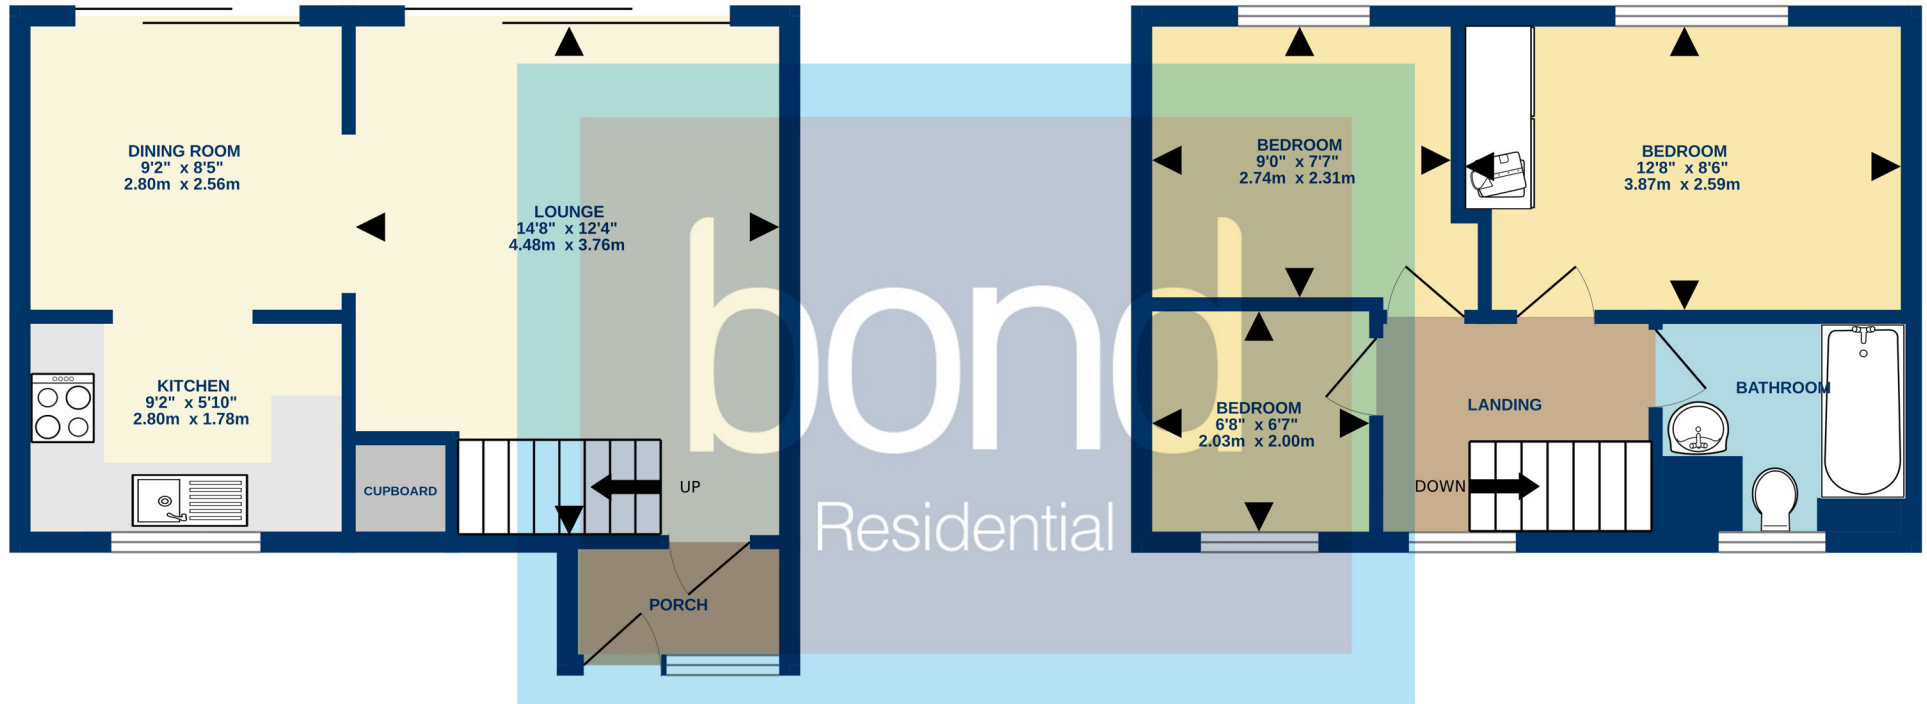 DINING ROOM
9'2" x 8'5"
2.80m x 2.56m
LOUNGE
14'8" x 12'4"
4.48m x 3.76m
KITCHEN
9'2" x 5'10"
2.80m x 1.78m
CUPBOARD
UP
PORCH
BEDROOM
9'0" x 7'7"
2.74m x 2.31m
BEDROOM
12'8" x 8'6"
3.87m x 2.59m
BEDROOM
6'8" x 6'7"
2.03m x 2.00m
LANDING
BATHROOM
DOWN
bond
Residential